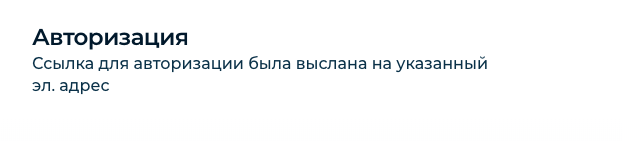 Авторизация
Ссылка для авторизации была выслана на указанный
эл. адрес